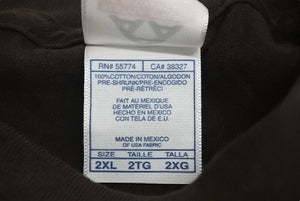 RN# 55774 CA# 38327
100%COTTON/COTON/ALGODON
PRE-SHRUNK/PRE-ENCOGIDO
PRE-RÉTRÉCI
FAIT AU MEXIQUE
DE MATÉRIEL D'USA
HECHO EN MEXICO
CON TELA DE E.U.
MADE IN MEXICO
OF USA FABRIC
SIZE TAILLE TALLA
2XL 2TG 2XG